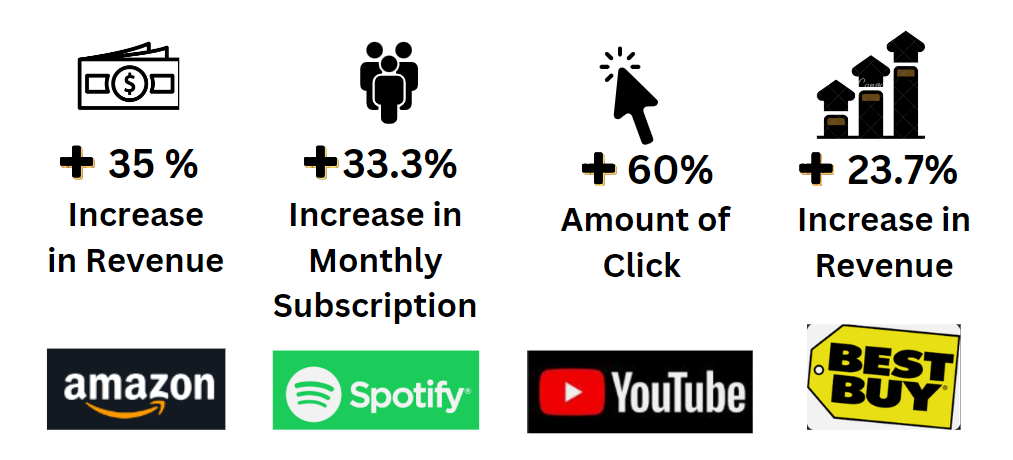 $
+ 35 %
Increase
in Revenue
amazon
+33.3%
Increase in
Monthly
Subscription
Spotify®
+ 60%
Amount of
Click
YouTube
Canva
+ 23.7%
Increase in
Revenue
BEST
BUY